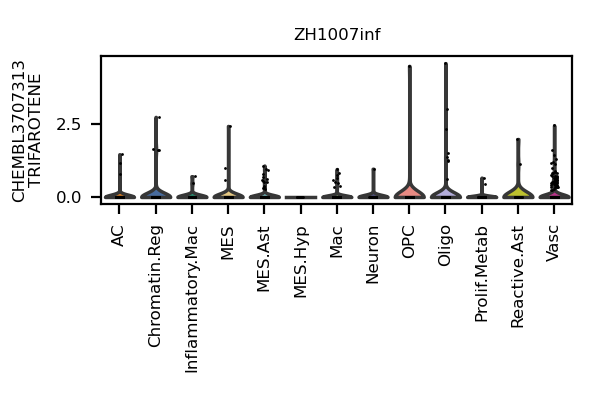 ZH1007inf
CHEMBL3707313
TRIFAROTENE
2.5
0.0
AC
Chromatin.Reg
Inflammatory.Mac
MES
MES.Ast
MES.Hyp
Mac
Neuron
OPC
Oligo
Prolif.Metab
Reactive.Ast
Vasc